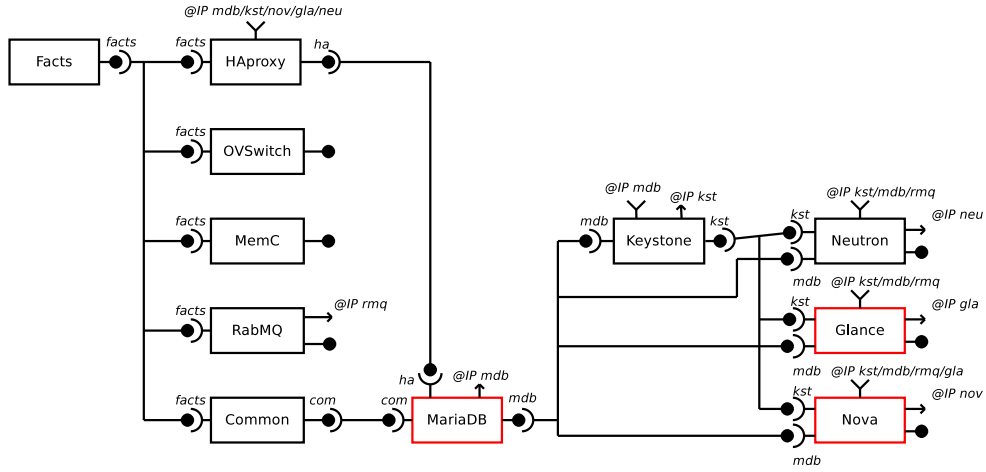 @IP mdb/kst/nov/gla/neu
facts
facts
ha
Facts
HAproxy
facts
OVSwitch
@IP mdb
@IP kst
@IP kst/mdb/rmq
facts
mdb
kst
kst
@IP neu
MemC
Keystone
Neutron
mdb
@IP kst/mdb/rmq
facts
@IP rmq
kst
@IP gla
RabMQ
Glance
ha
@IP mdb
mdb
@IP kst/mdb/rmq/gla
facts
com
com
mdb
kst
@IP nov
Common
MariaDB
Nova
mdb